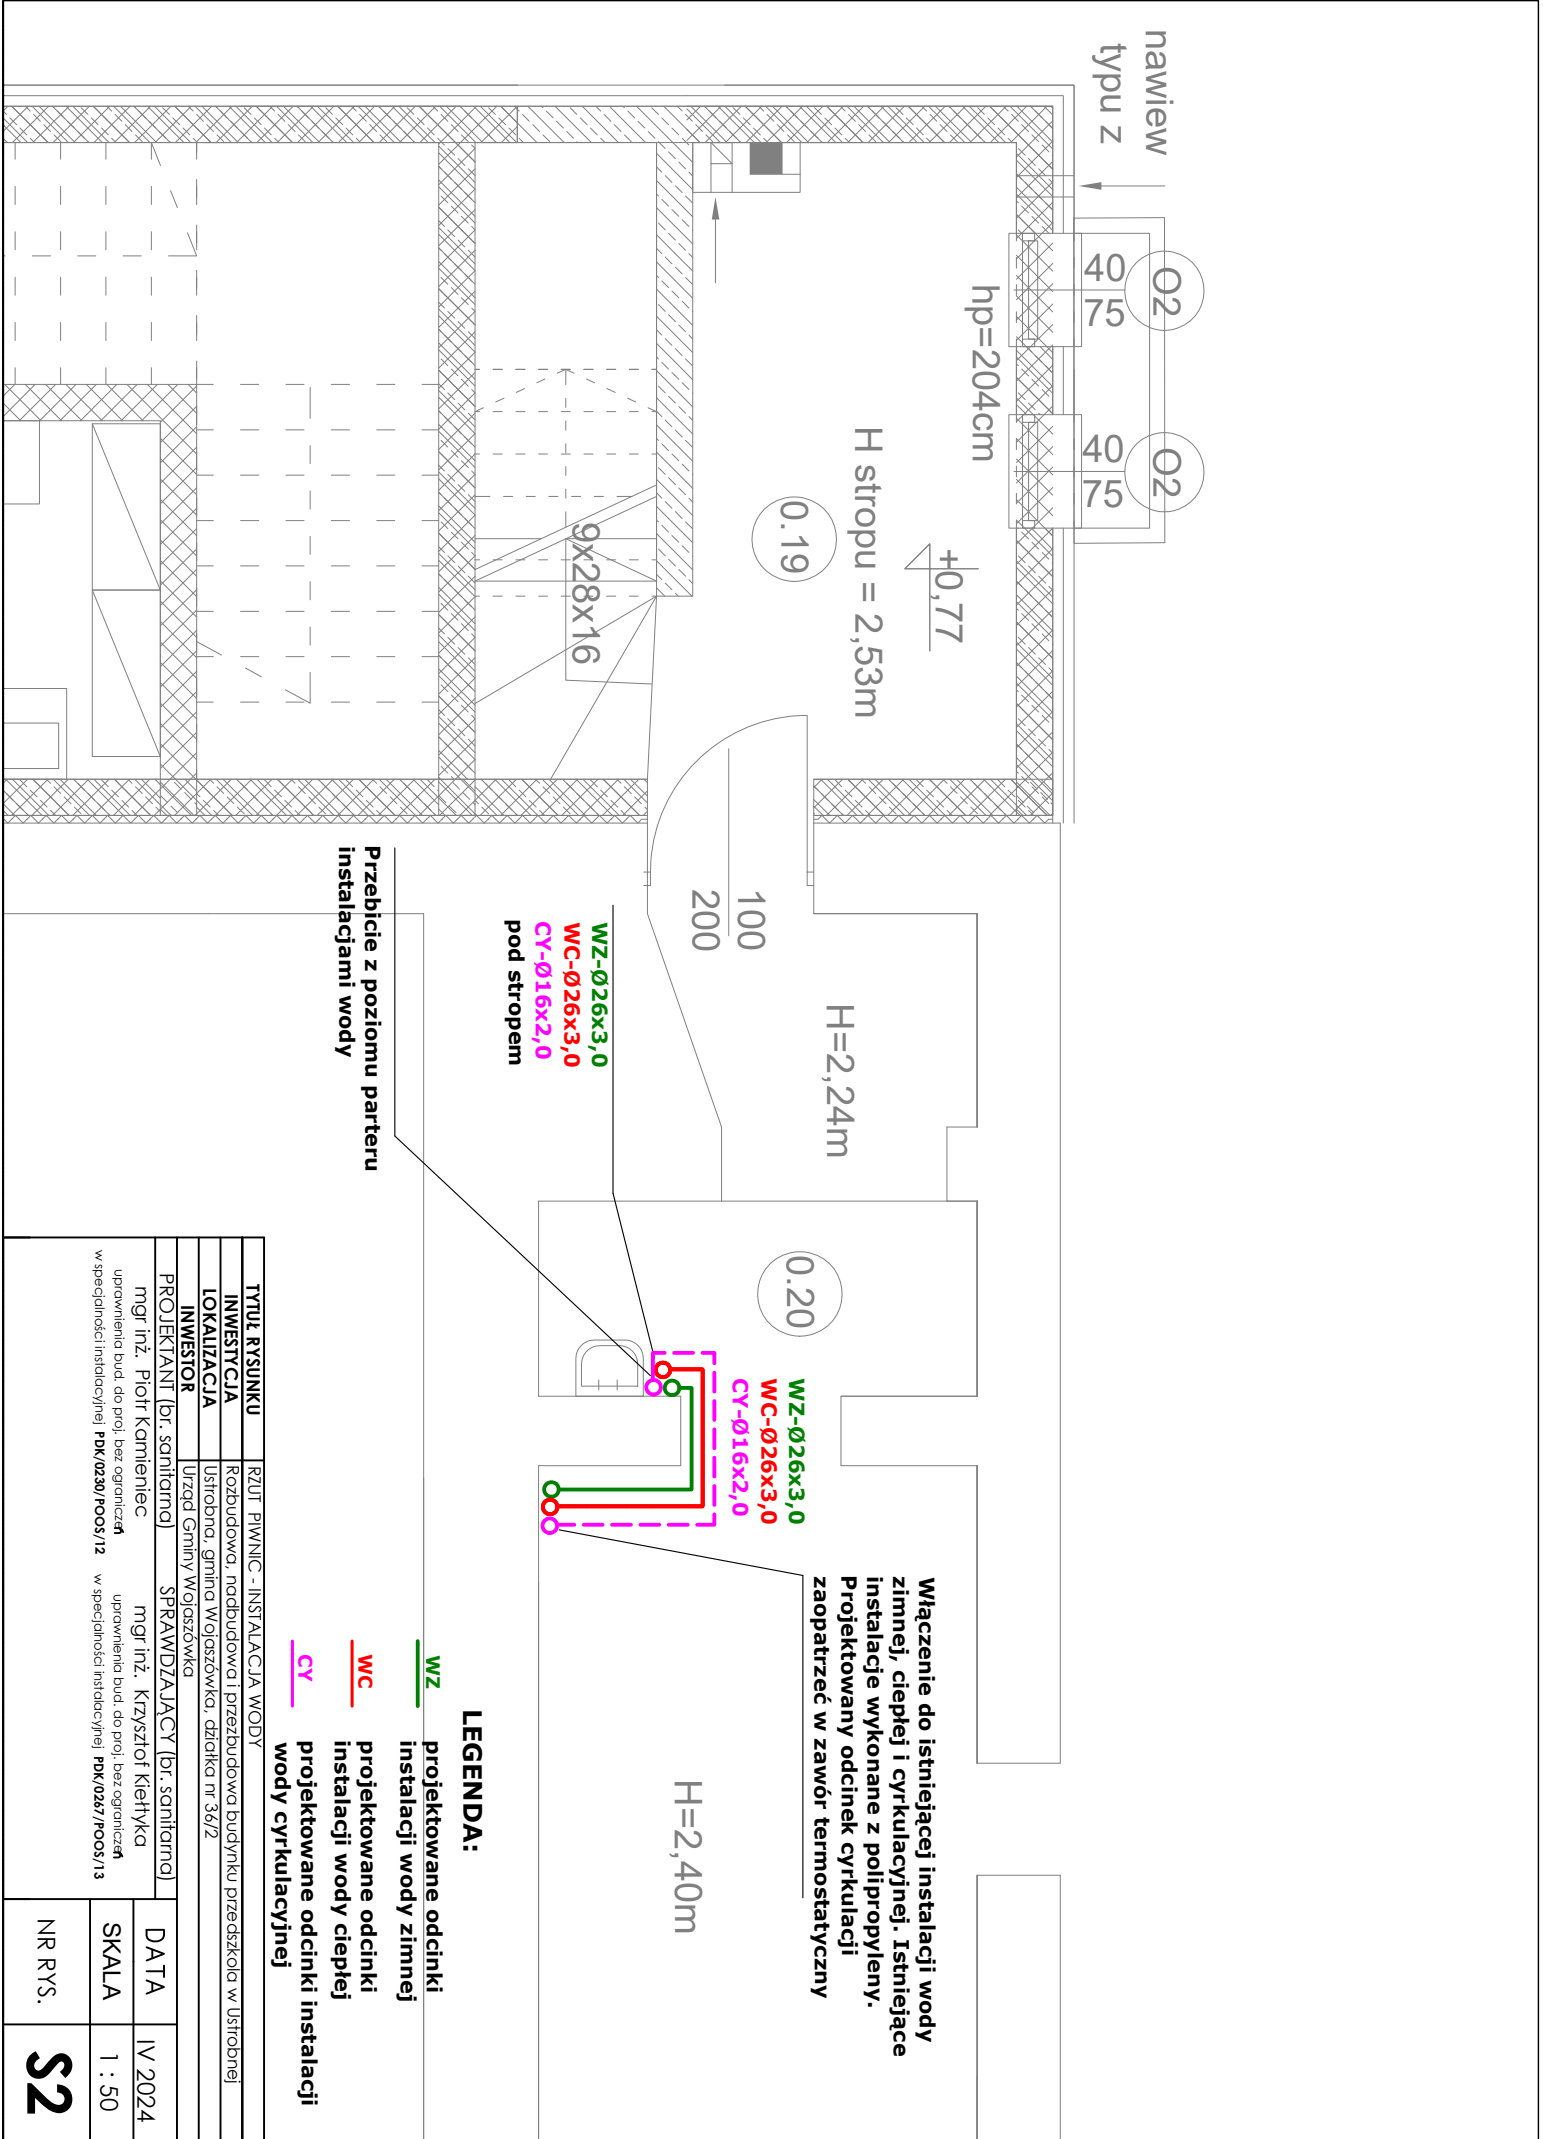 nawiew
typu z
O2
40
75
O2
40
75
hp=204cm
+0,77
H stropu = 2,53m
0.19
9x28x16
100
200
H=2,24m
0.20
H=2,40m
WZ-Ø26x3,0
WC-Ø26x3,0
CY-Ø16x2,0
pod stropem
Przebicie z poziomu parteru
instalacjami wody
WZ-Ø26x3,0
WC-Ø26x3,0
CY-Ø16x2,0
Włączenie do istniejącej instalacji wody
zimnej, ciepłej i cyrkulacyjnej. Istniejące
instalacje wykonane z polipropyleny.
Projektowany odcinek cyrkulacji
zaopatrzeć w zawór termostatyczny
LEGENDA:
WZ projektowane odcinki
instalacji wody zimnej
WC projektowane odcinki
instalacji wody ciepłej
CY projektowane odcinki instalacji
wody cyrkulacyjnej
TYTUŁ RYSUNKU RZUT PIWNIC - INSTALACJA WODY
INWESTYCJA Rozbudowa, nadbudowa i przezbudowa budynku przedszkola w Ustrobnej
LOKALIZACJA Ustrobna, gmina Wojaszówka, działka nr 36/2
INWESTOR Urząd Gminy Wojaszówka
PROJEKTANT (br. sanitarna) SPRAWDZAJĄCY (br. sanitarna)
mgr inż. Piotr Kamieniec mgr inż. Krzysztof Kiełtyka
uprawnienia bud. do proj. bez ograniczeń uprawnienia bud. do proj. bez ograniczeń
w specjalności instalacyjnej PDK/0230/POOS/12 w specjalności instalacyjnej PDK/0267/POOS/13
DATA IV 2024
SKALA 1 : 50
NR RYS. S2